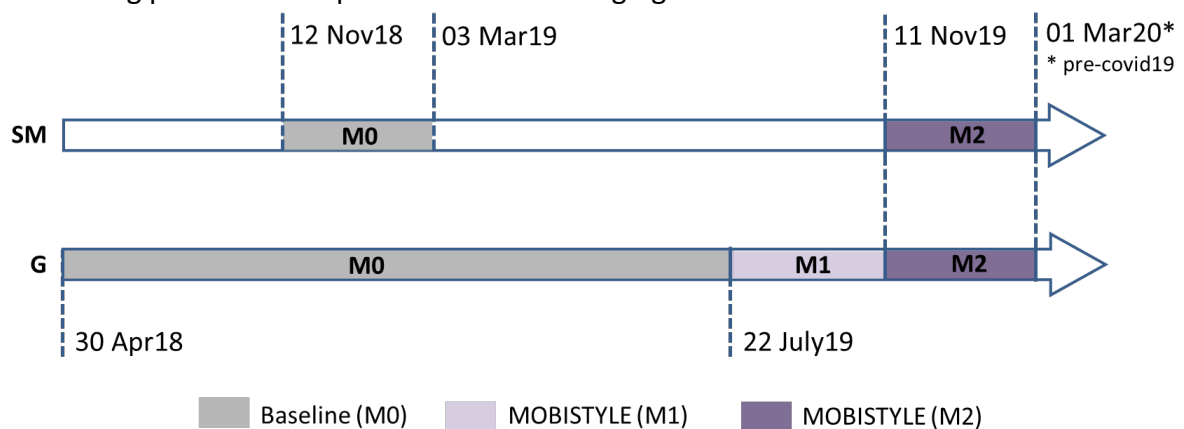 12 Nov18
03 Mar19
11 Nov19
01 Mar20*
* pre-covid19
SM
M0
M2
G
M0
M1
M2
30 Apr18
22 July19
Baseline (M0)
MOBISTYLE (M1)
MOBISTYLE (M2)